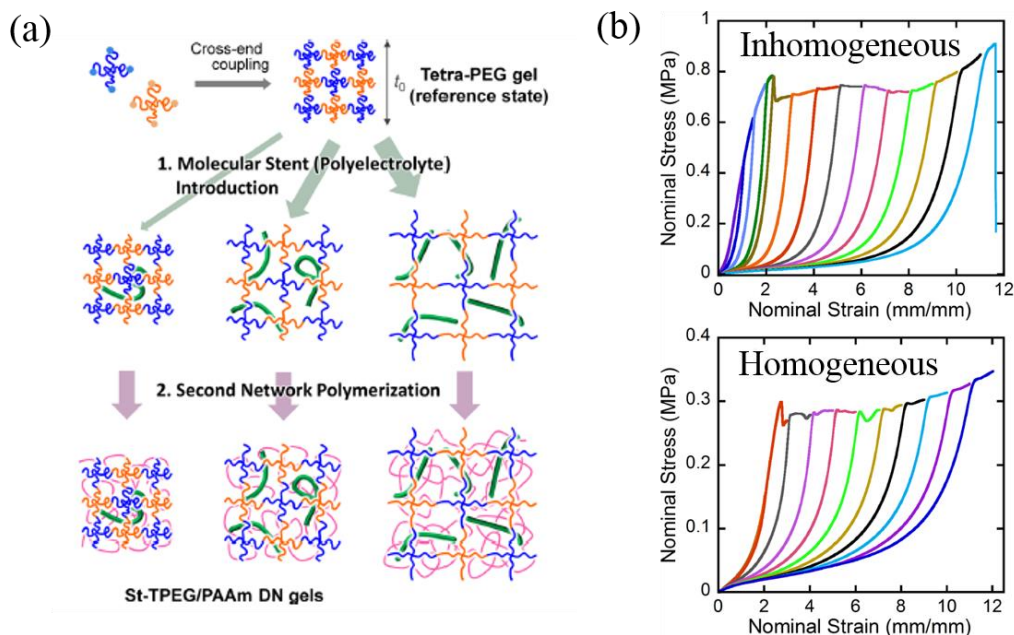 (a)
Cross-end
coupling
t0
Tetra-PEG gel
(reference state)
1. Molecular Stent (Polyelectrolyte)
Introduction
2. Second Network Polymerization
St-TPEG/PAAm DN gels
(b)
Inhomogeneous
Nominal Stress (MPa)
1
0.8
0.6
0.4
0.2
0
0 2 4 6 8 10 12
Nominal Strain (mm/mm)
Homogeneous
Nominal Stress (MPa)
0.4
0.3
0.2
0.1
0
0 2 4 6 8 10 12
Nominal Strain (mm/mm)